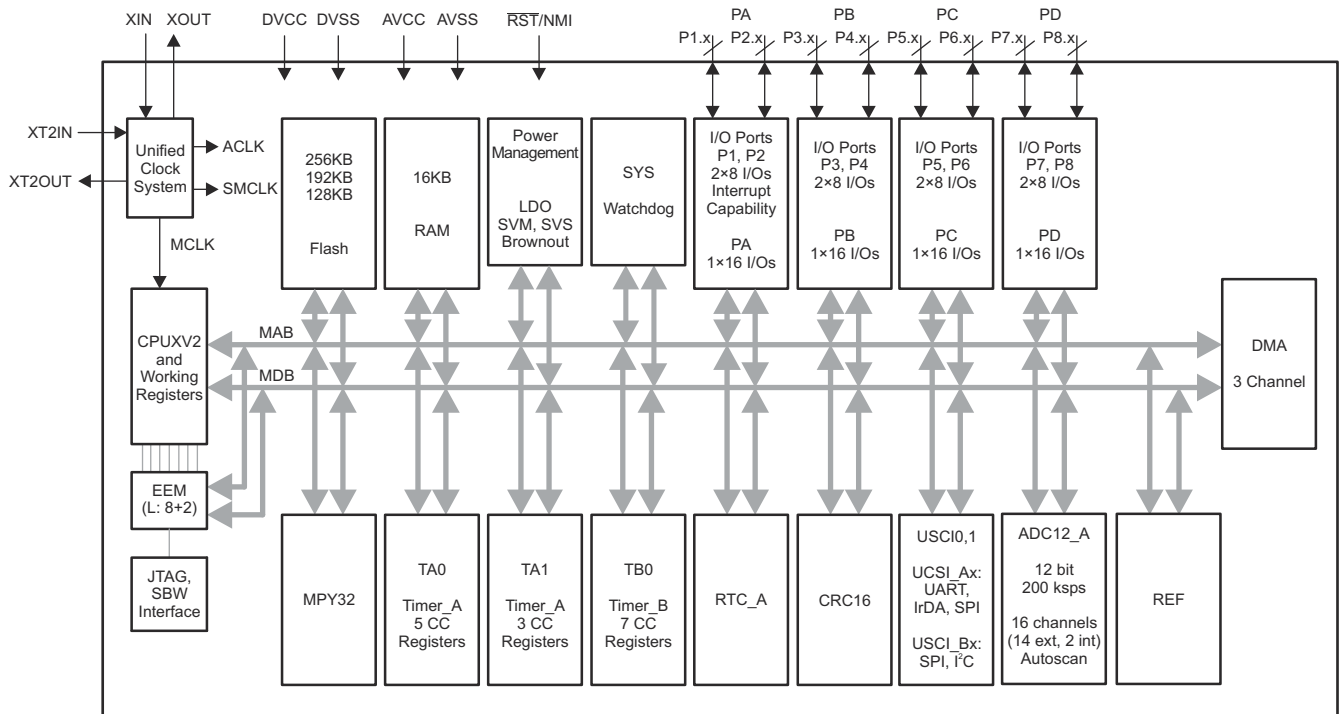 XIN XOUT DVCC DVSS AVCC AVSS RST/NMI PA PB PC PD
P1.x P2.x P3.x P4.x P5.x P6.x P7.x P8.x
XT2IN
XT2OUT
Unified
Clock
System
ACLK
SMCLK
MCLK
256KB
192KB
128KB
Flash
16KB
RAM
Power
Management
LDO
SVM, SVS
Brownout
SYS
Watchdog
I/O Ports
P1, P2
2×8 I/Os
Interrupt
Capability
PA
1×16 I/Os
I/O Ports
P3, P4
2×8 I/Os
PB
1×16 I/Os
I/O Ports
P5, P6
2×8 I/Os
PC
1×16 I/Os
I/O Ports
P7, P8
2×8 I/Os
PD
1×16 I/Os
CPUXV2
and
Working
Registers
MAB
MDB
DMA
3 Channel
EEM
(L: 8+2)
JTAG,
SBW
Interface
MPY32
TA0
Timer_A
5 CC
Registers
TA1
Timer_A
3 CC
Registers
TB0
Timer_B
7 CC
Registers
RTC_A
CRC16
USCI0,1
UCSI_Ax:
UART,
IrDA, SPI
USCI_Bx:
SPI, I²C
ADC12_A
12 bit
200 ksps
16 channels
(14 ext, 2 int)
Autoscan
REF